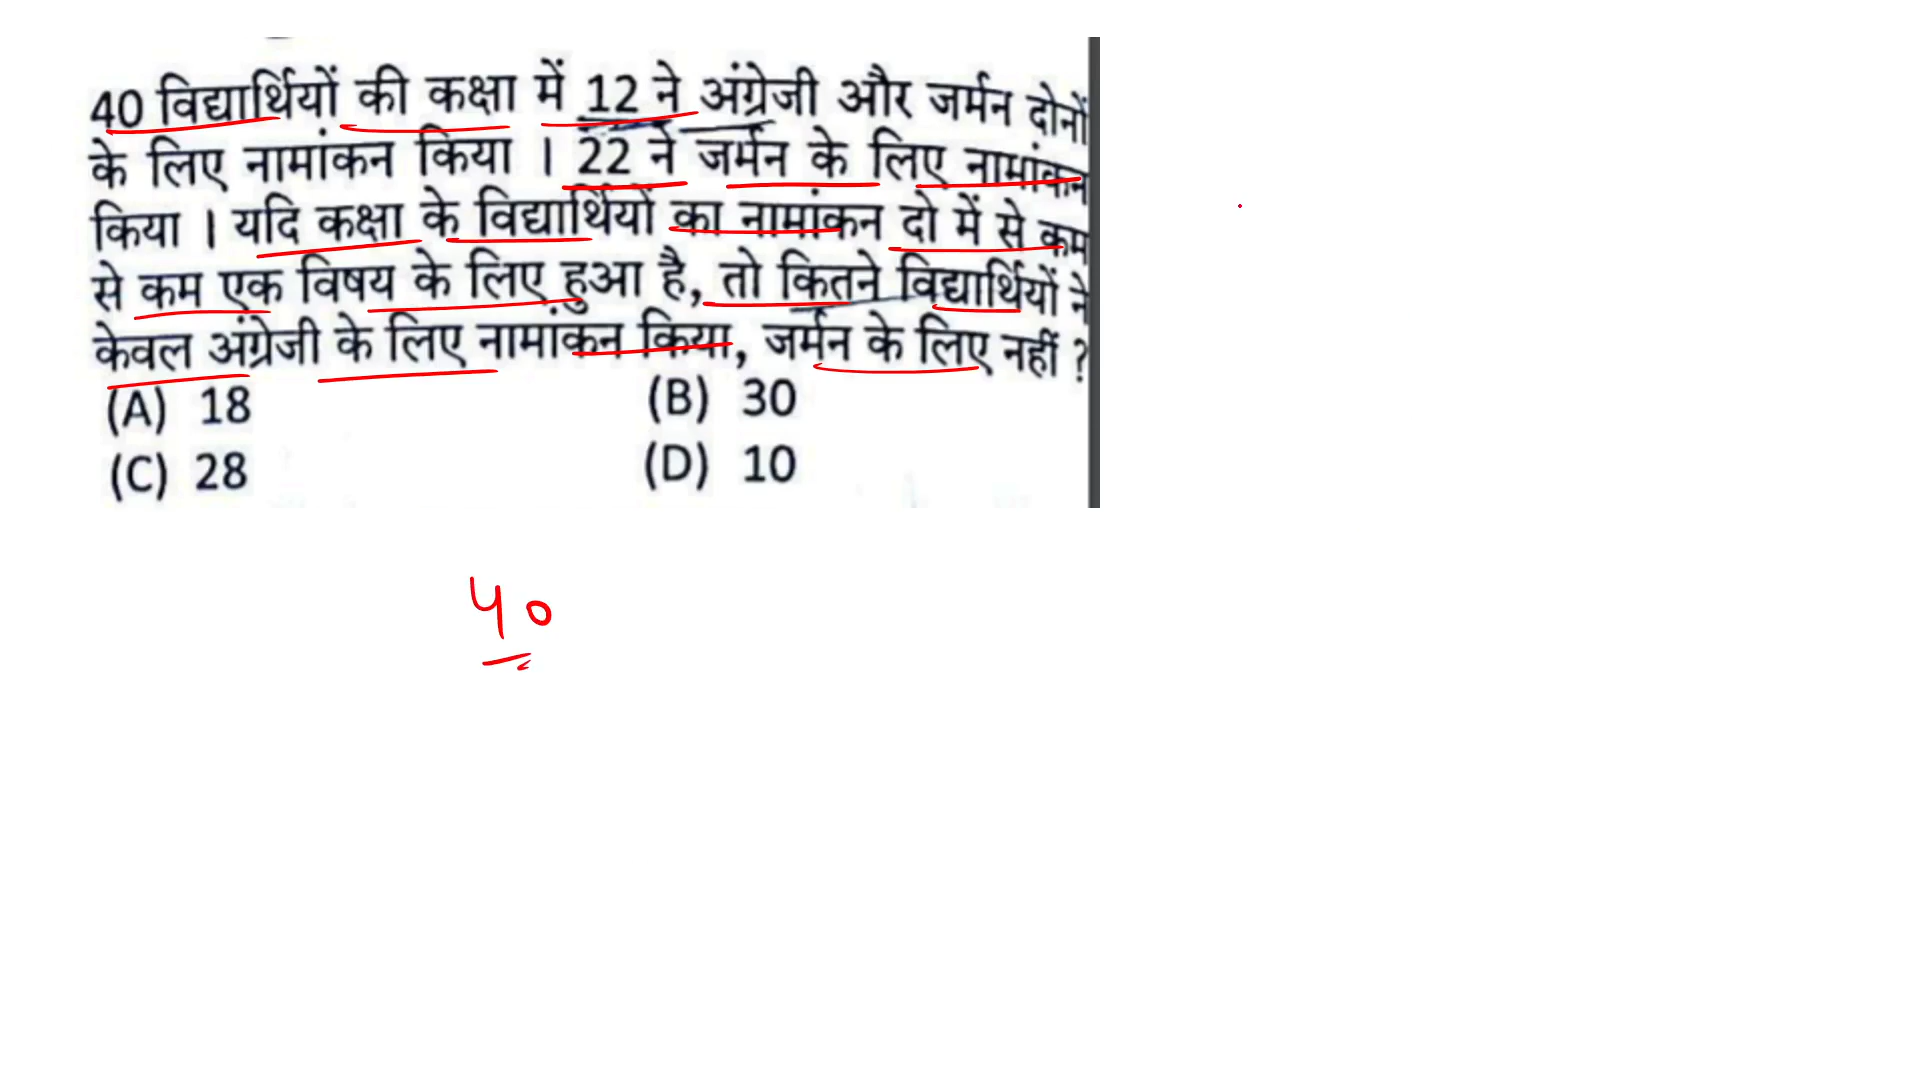 40 विद्यार्थियों की कक्षा में 12 ने अंग्रेजी और जर्मन दोनों
के लिए नामांकन किया । 22 ने जर्मन के लिए नामांकन
किया । यदि कक्षा के विद्यार्थियों का नामांकन दो में से कम
से कम एक विषय के लिए हुआ है, तो कितने विद्यार्थियों ने
केवल अंग्रेजी के लिए नामांकन किया, जर्मन के लिए नहीं ?
(A) 18 (B) 30
(C) 28 (D) 10
40